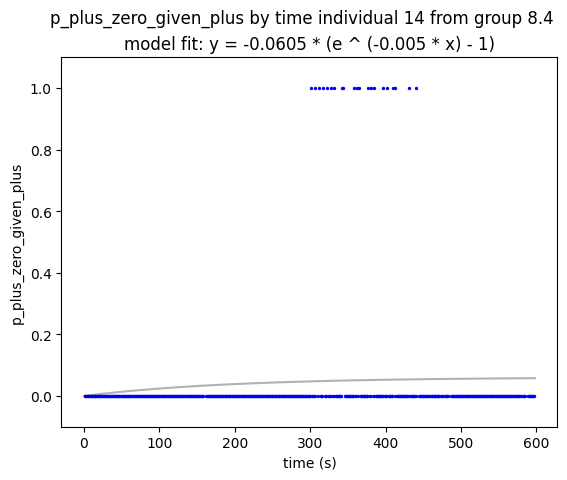 p_plus_zero_given_plus by time individual 14 from group 8.4
model fit: y = -0.0605 * (e ^ (-0.005 * x) - 1)
1.0
0.8
0.6
0.4
0.2
0.0
p_plus_zero_given_plus
0 100 200 300 400 500 600
time (s)